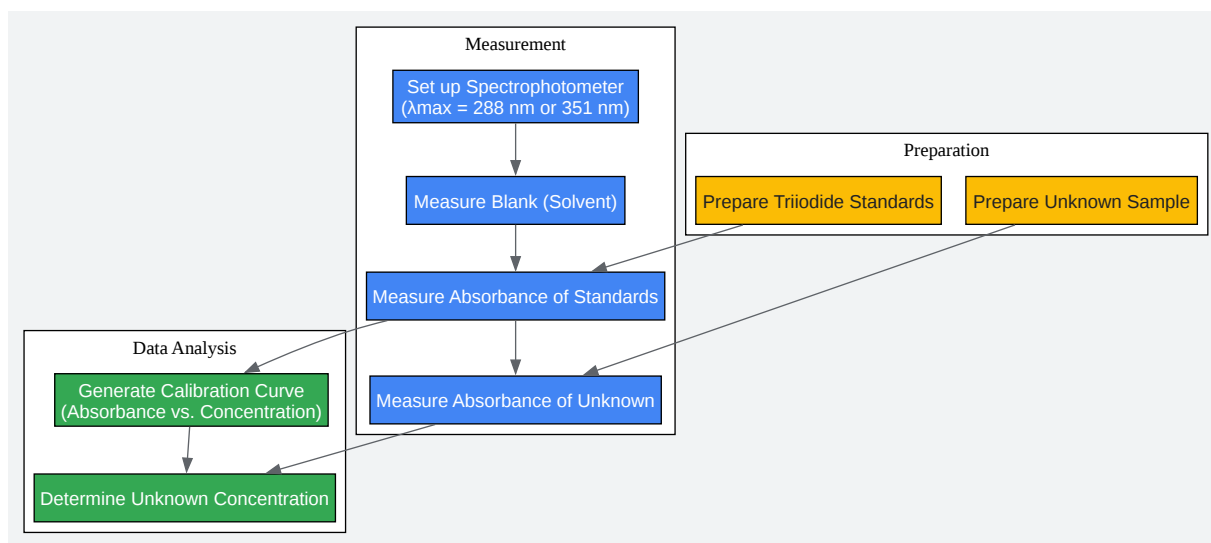 Measurement
Set up Spectrophotometer
(λmax = 288 nm or 351 nm)
Measure Blank (Solvent)
Measure Absorbance of Standards
Measure Absorbance of Unknown
Preparation
Prepare Triiodide Standards
Prepare Unknown Sample
Data Analysis
Generate Calibration Curve
(Absorbance vs. Concentration)
Determine Unknown Concentration